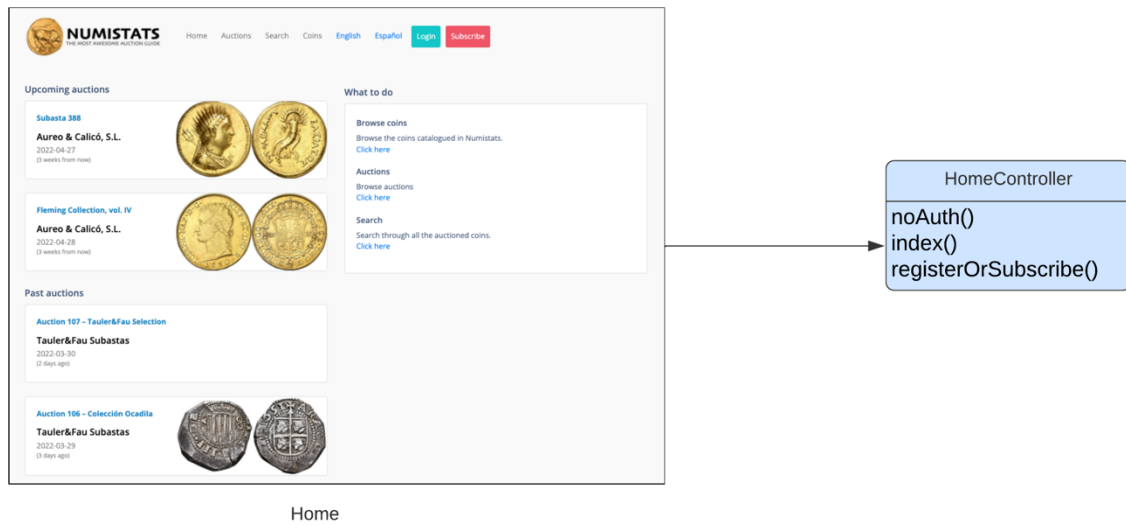 NUMISTATS
THE MOST AWESOME AUCTION GUIDE
Home Auctions Search Coins English Español Login Subscribe
Upcoming auctions
Subasta 388
Aureo & Calicó, S.L.
2022-04-27
(3 weeks from now)
Fleming Collection, vol. IV
Aureo & Calicó, S.L.
2022-04-28
(3 weeks from now)
Past auctions
Auction 107 – Tauler&Fau Selection
Tauler&Fau Subastas
2022-03-30
(2 days ago)
Auction 106 – Colección Ocadila
Tauler&Fau Subastas
2022-03-29
(3 days ago)
What to do
Browse coins
Browse the coins catalogued in Numistats.
Click here
Auctions
Browse auctions
Click here
Search
Search through all the auctioned coins.
Click here
Home
HomeController
noAuth()
index()
registerOrSubscribe()